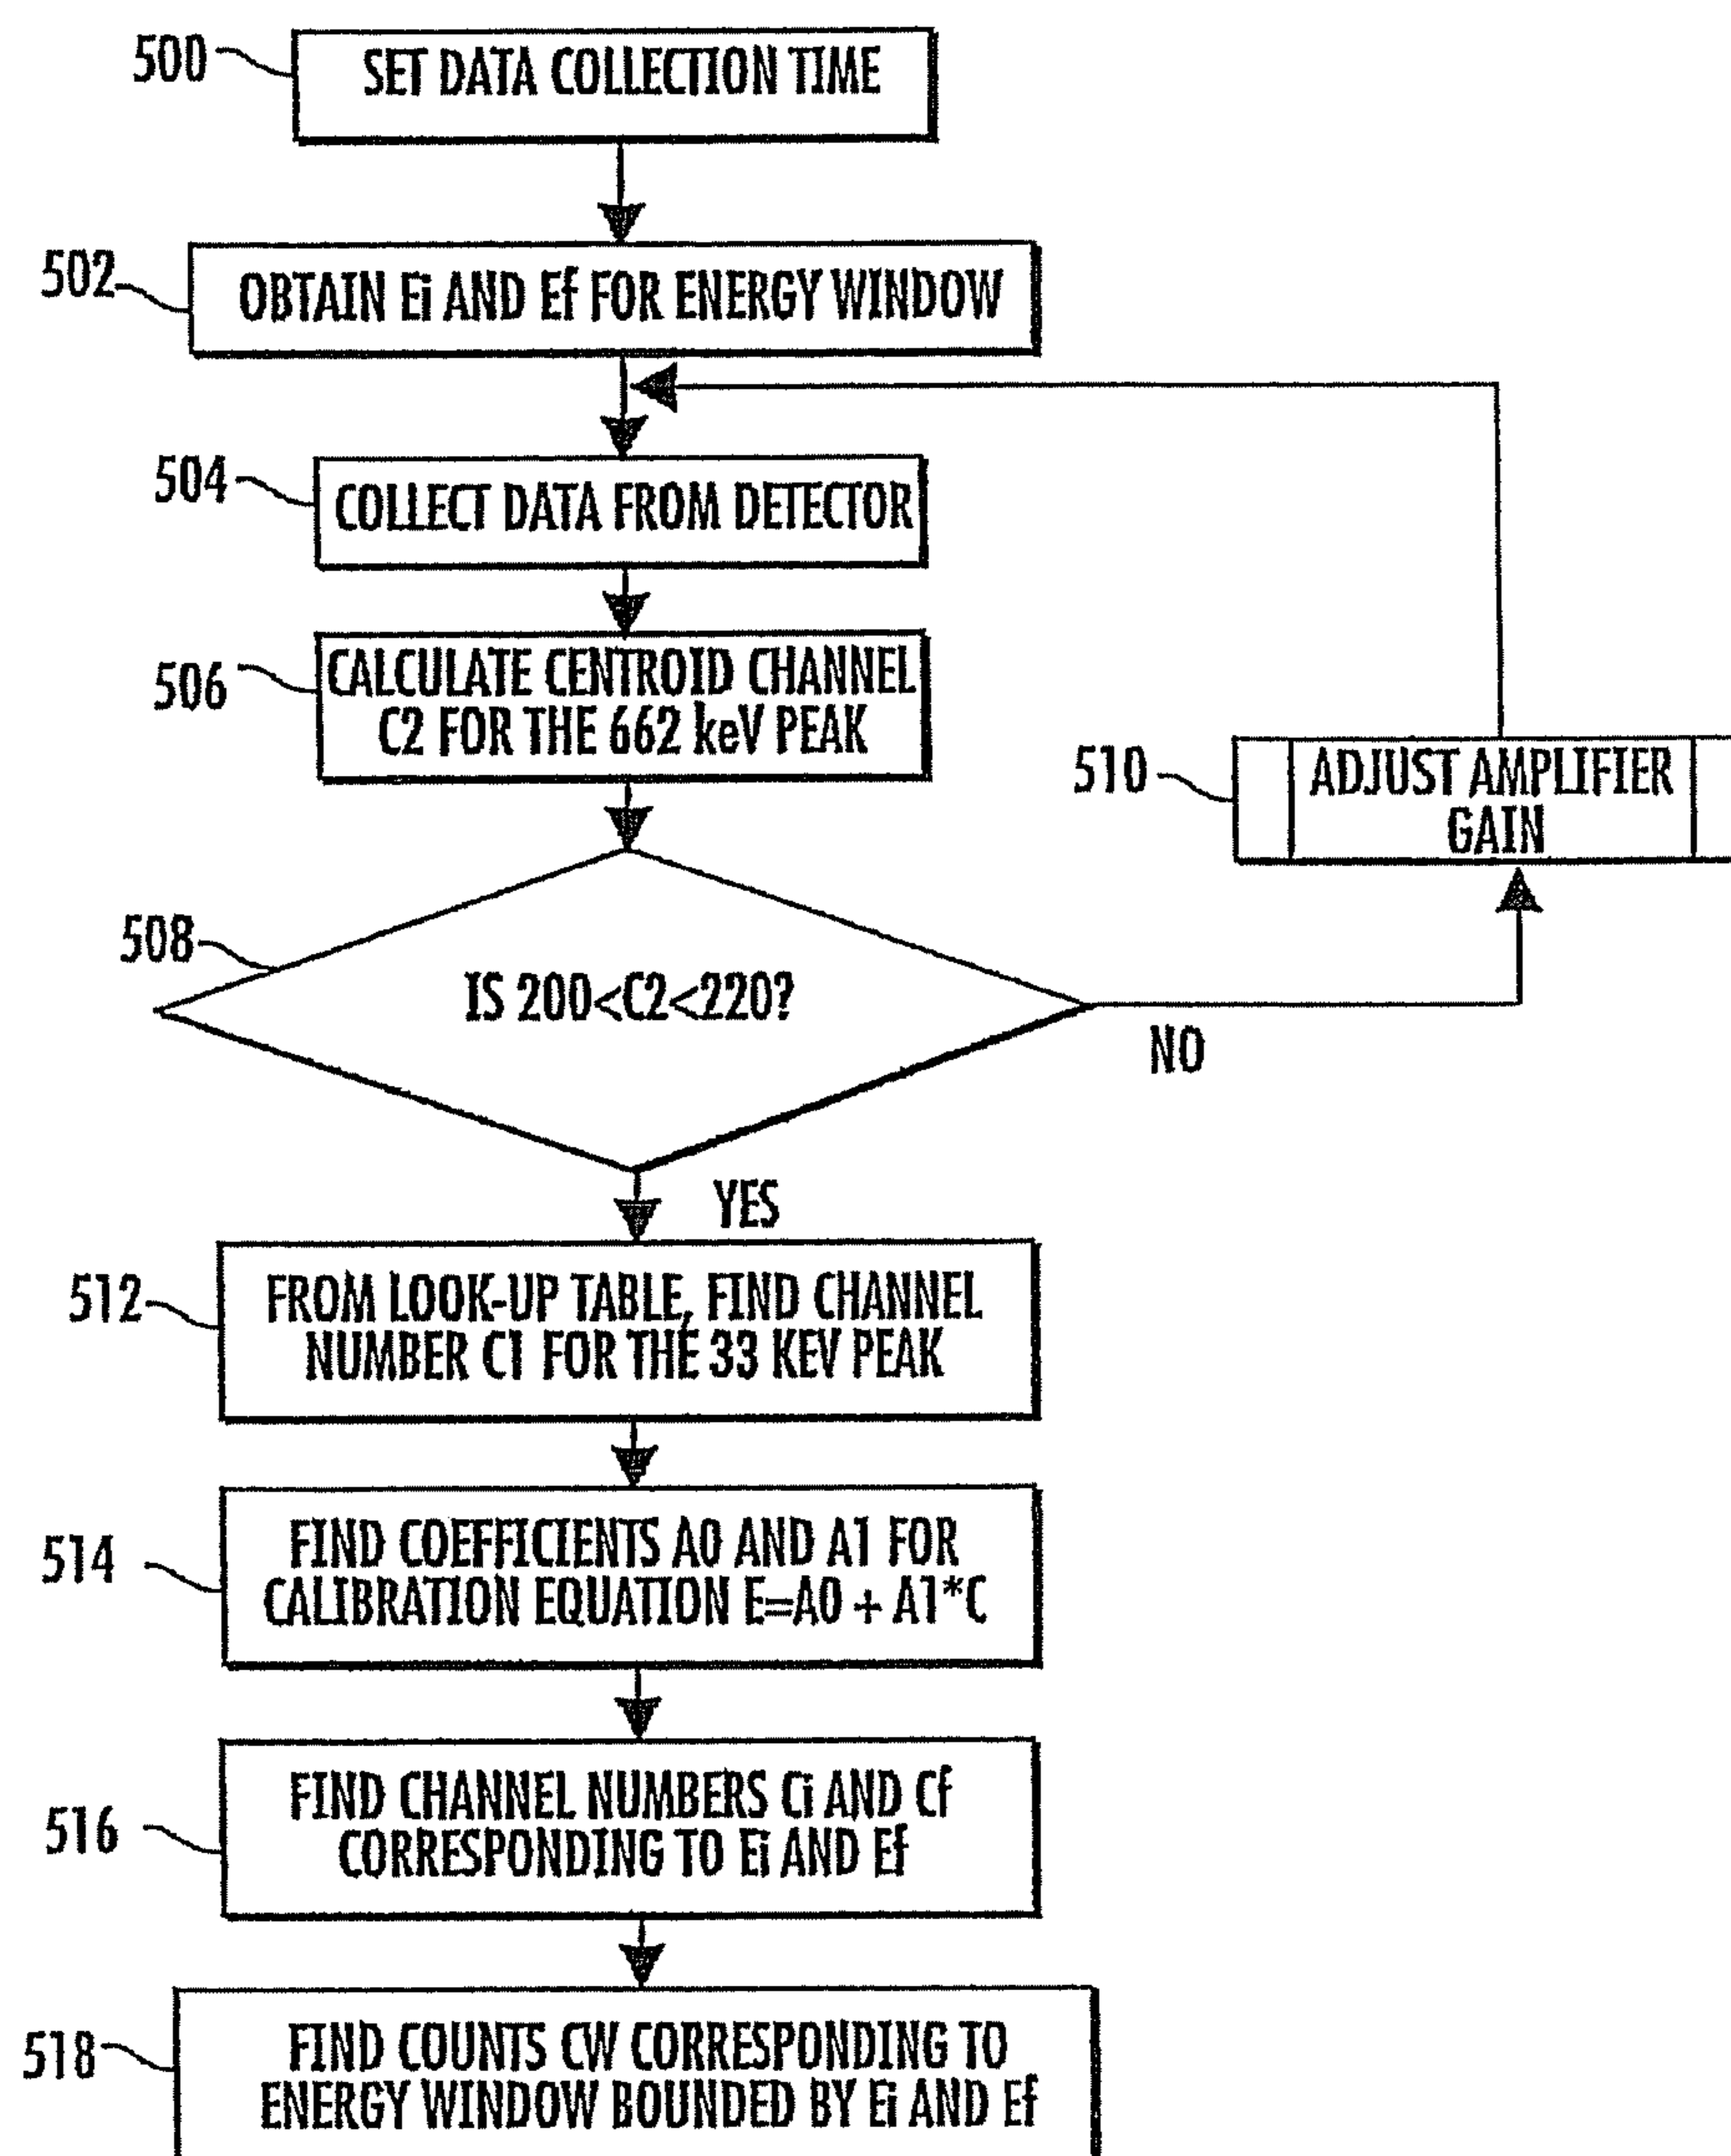 500
SET DATA COLLECTION TIME
502
OBTAIN Ei AND Ef FOR ENERGY WINDOW
504
COLLECT DATA FROM DETECTOR
506
CALCULATE CENTROID CHANNEL
C2 FOR THE 662 keV PEAK
510
ADJUST AMPLIFIER
GAIN
508
IS 200<C2<220?
NO
YES
512
FROM LOOK-UP TABLE, FIND CHANNEL
NUMBER C1 FOR THE 33 KEV PEAK
514
FIND COEFFICIENTS A0 AND A1 FOR
CALIBRATION EQUATION E=A0 + A1*C
516
FIND CHANNEL NUMBERS Ci AND Cf
CORRESPONDING TO Ei AND Ef
518
FIND COUNTS CW CORRESPONDING TO
ENERGY WINDOW BOUNDED BY Ei AND Ef